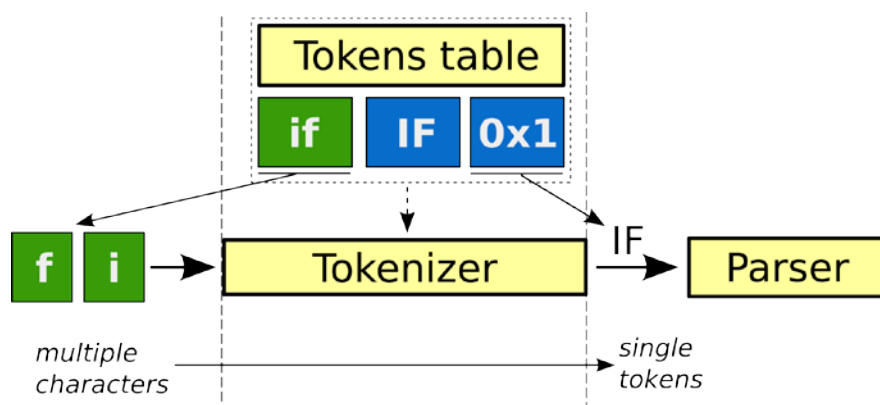 Tokens table
if IF 0x1
f i Tokenizer IF Parser
multiple
characters
single
tokens